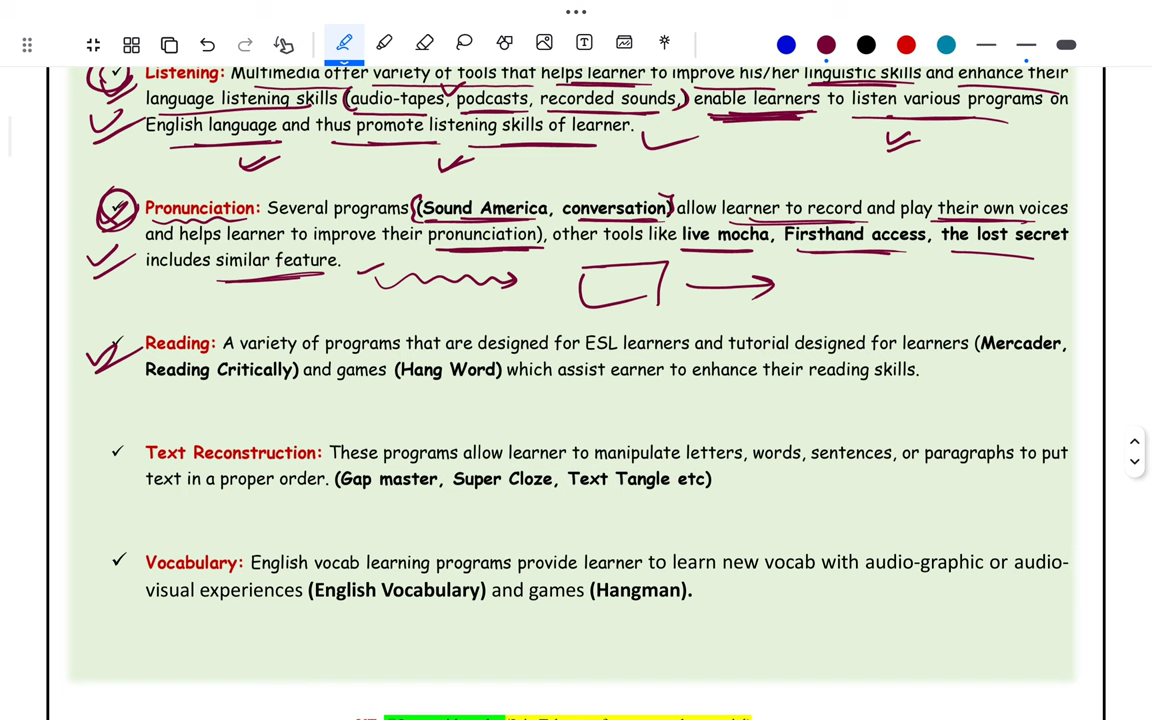 Listening: Multimedia offer variety of tools that helps learner to improve his/her linguistic skills and enhance their
language listening skills (audio-tapes, podcasts, recorded sounds,) enable learners to listen various programs on
English language and thus promote listening skills of learner.
Pronunciation: Several programs (Sound America, conversation) allow learner to record and play their own voices
and helps learner to improve their pronunciation), other tools like live mocha, Firsthand access, the lost secret
includes similar feature.
Reading: A variety of programs that are designed for ESL learners and tutorial designed for learners (Mercader,
Reading Critically) and games (Hang Word) which assist earner to enhance their reading skills.
Text Reconstruction: These programs allow learner to manipulate letters, words, sentences, or paragraphs to put
text in a proper order. (Gap master, Super Cloze, Text Tangle etc)
Vocabulary: English vocab learning programs provide learner to learn new vocab with audio-graphic or audio-
visual experiences (English Vocabulary) and games (Hangman).